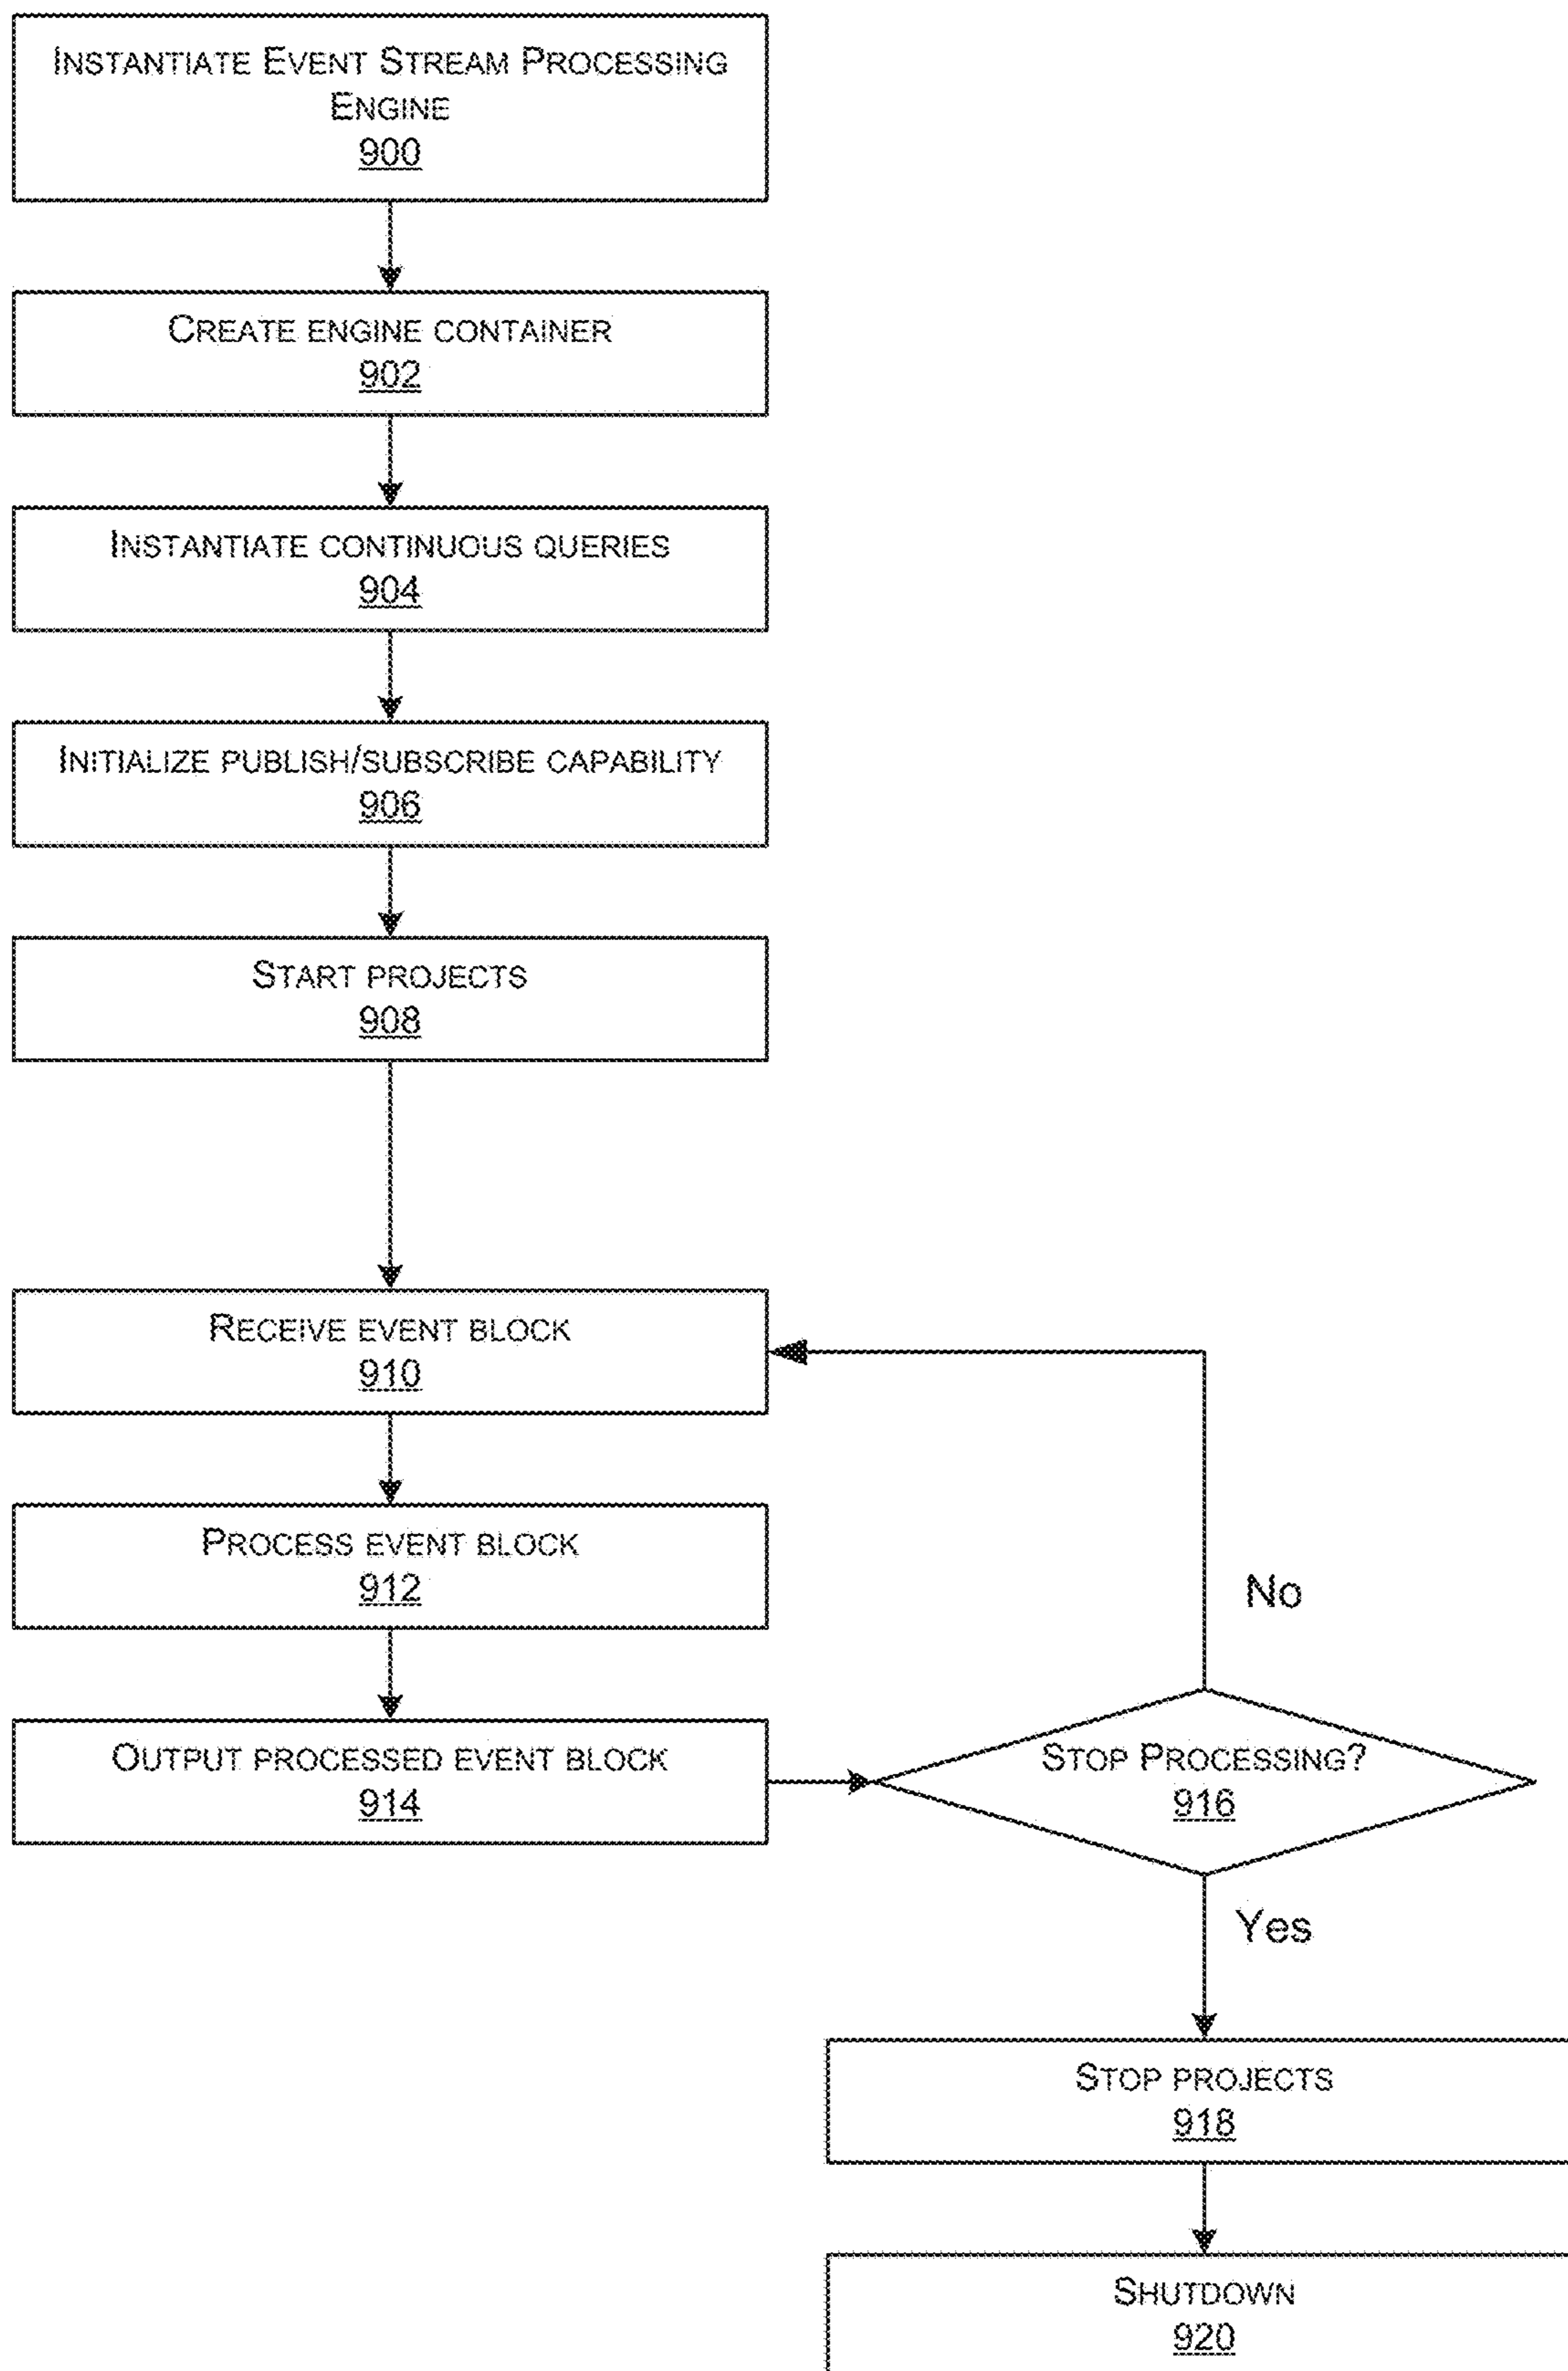 Instantiate Event Stream Processing
Engine
900
Create engine container
902
Instantiate continuous queries
904
Initialize publish/subscribe capability
906
Start projects
908
Receive event block
910
Process event block
912
No
Output processed event block
914
Stop Processing?
916
Yes
Stop projects
918
Shutdown
920